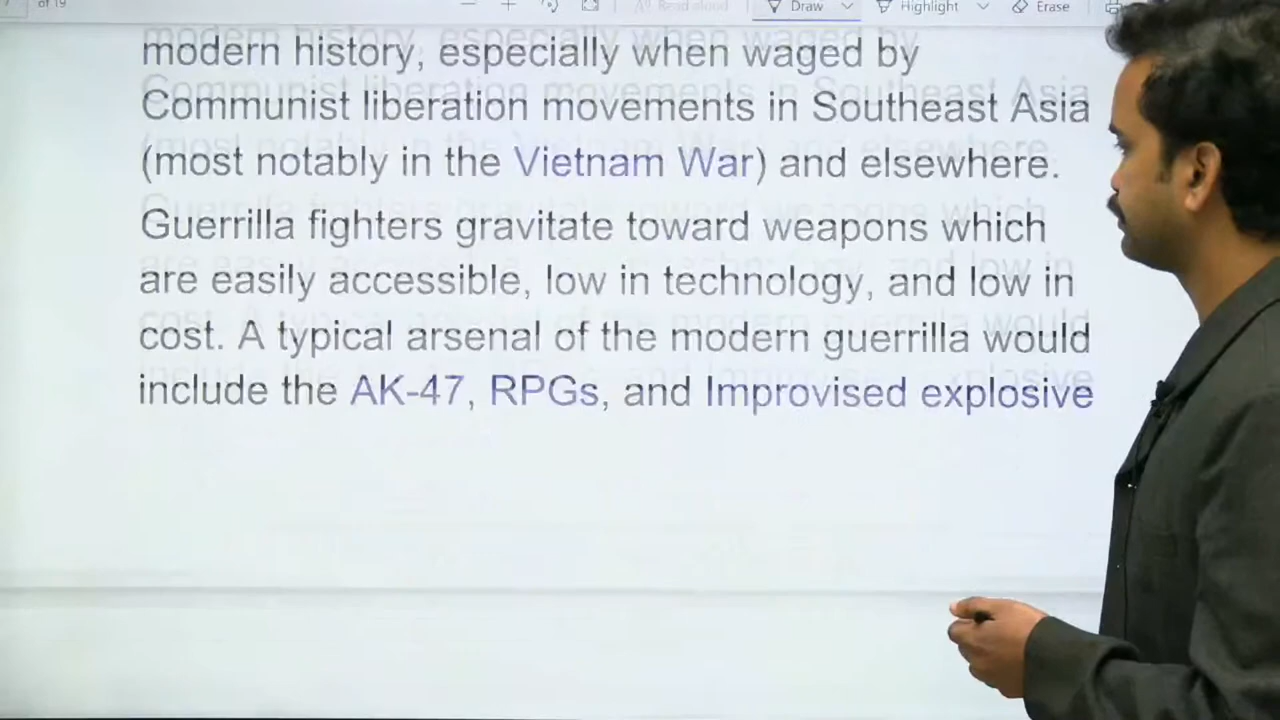 of 19
Read aloud
Draw
Highlight
Erase
modern history, especially when waged by
Communist liberation movements in Southeast Asia
(most notably in the Vietnam War) and elsewhere.
Guerrilla fighters gravitate toward weapons which
are easily accessible, low in technology, and low in
cost. A typical arsenal of the modern guerrilla would
include the AK-47, RPGs, and Improvised explosive